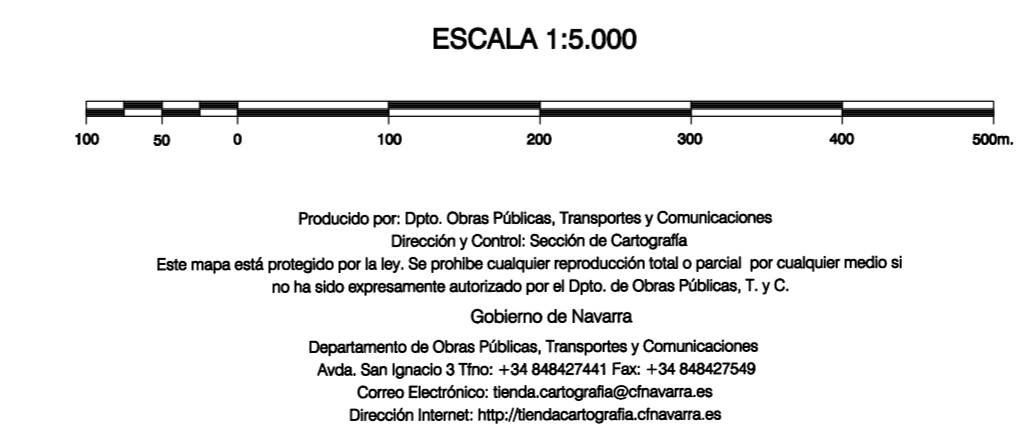 ESCALA 1:5.000
100 50 0 100 200 300 400 500m.
Producido por: Dpto. Obras Públicas, Transportes y Comunicaciones
Dirección y Control: Sección de Cartografía
Este mapa está protegido por la ley. Se prohibe cualquier reproducción total o parcial por cualquier medio si
no ha sido expresamente autorizado por el Dpto. de Obras Públicas, T. y C.
Gobierno de Navarra
Departamento de Obras Públicas, Transportes y Comunicaciones
Avda. San Ignacio 3 Tfno: +34 848427441 Fax: +34 848427549
Correo Electrónico: tienda.cartografia@cfnavarra.es
Dirección Internet: http://tiendacartografia.cfnavarra.es